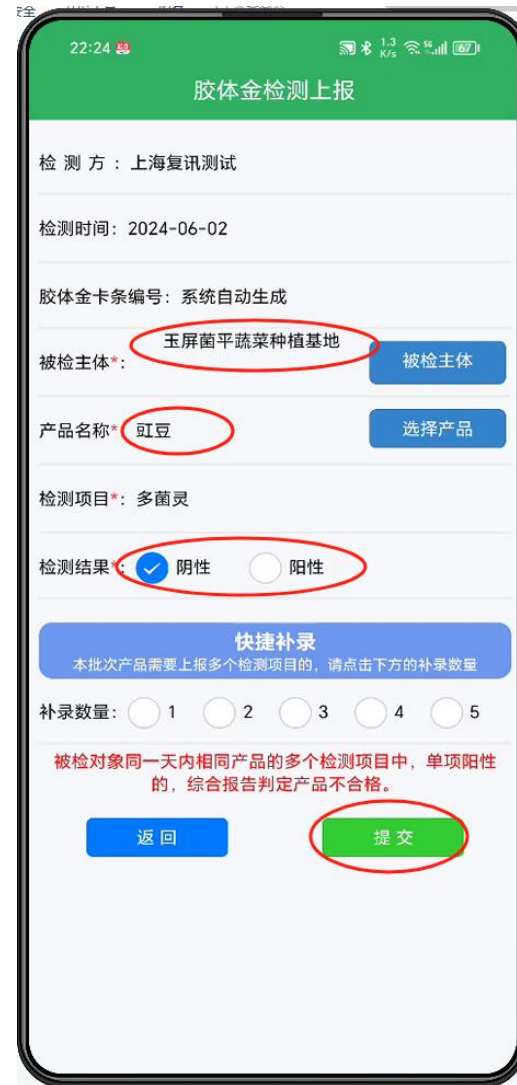 22:24
1.3
K/s
5G
67
胶体金检测上报
检 测 方 : 上海复讯测试
检测时间: 2024-06-02
胶体金卡条编号: 系统自动生成
玉屏菌平蔬菜种植基地
被检主体*:
被检主体
产品名称* 豇豆
选择产品
检测项目*: 多菌灵
检测结果*: 阴性 阳性
快捷补录
本批次产品需要上报多个检测项目的, 请点击下方的补录数量
补录数量: 1 2 3 4 5
被检对象同一天内相同产品的多个检测项目中, 单项阳性
的, 综合报告判定产品不合格。
返 回
提 交